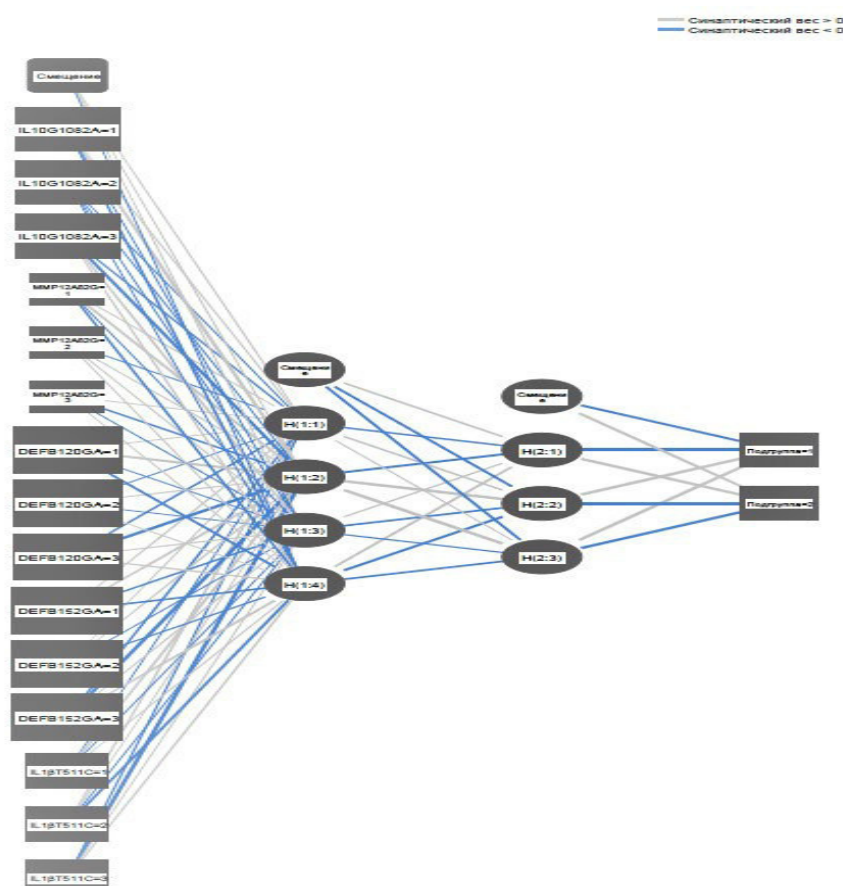 Синаптический вес > 0
Синаптический вес < 0
Смещение
IL10G1082A=1
IL10G1082A=2
IL10G1082A=3
MMP12A82G=
1
MMP12A82G=
2
MMP12A82G=
3
DEFB120GA=1
DEFB120GA=2
DEFB120GA=3
DEFB152GA=1
DEFB152GA=2
DEFB152GA=3
IL1βT511C=1
IL1βT511C=2
IL1βT511C=3
Смещени
е
H(1:1)
H(1:2)
H(1:3)
H(1:4)
Смещени
е
H(2:1)
H(2:2)
H(2:3)
Подгруппа=1
Подгруппа=2